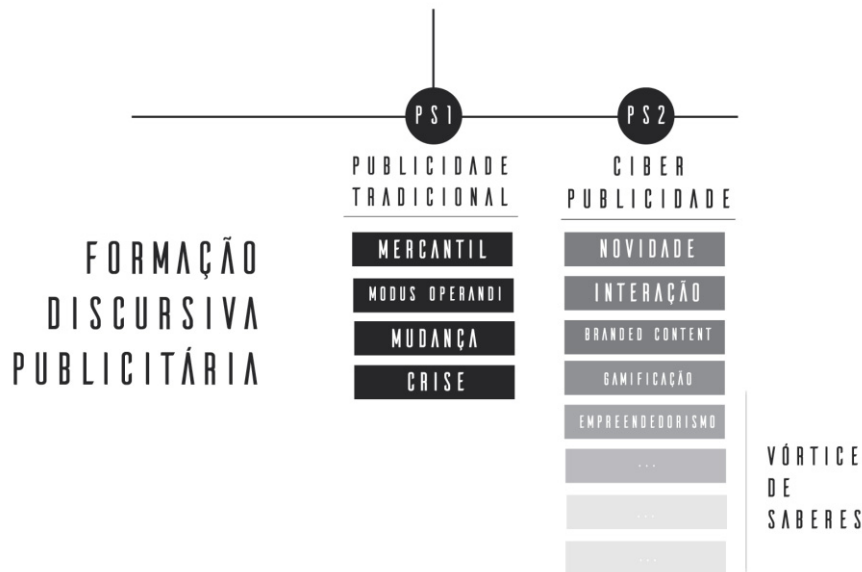 PS1
PS2
PUBLICIDADE
TRADICIONAL
CIBER
PUBLICIDADE
FORMAÇÃO
DISCURSIVA
PUBLICITÁRIA
MERCANTIL
MODUS OPERANDI
MUDANÇA
CRISE
NOVIDADE
INTERAÇÃO
BRANDED CONTENT
GAMIFICAÇÃO
EMPREENDEDORISMO
...
...
...
VÓRTICE
DE
SABERES